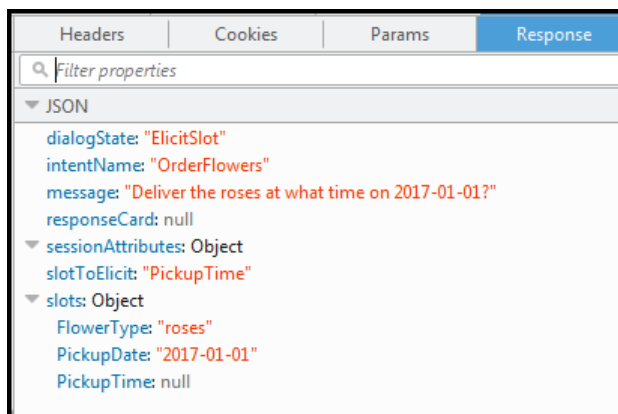 Headers Cookies Params Response
Filter properties
JSON
dialogState: "ElicitSlot"
intentName: "OrderFlowers"
message: "Deliver the roses at what time on 2017-01-01?"
responseCard: null
sessionAttributes: Object
slotToElicit: "PickupTime"
slots: Object
FlowerType: "roses"
PickupDate: "2017-01-01"
PickupTime: null